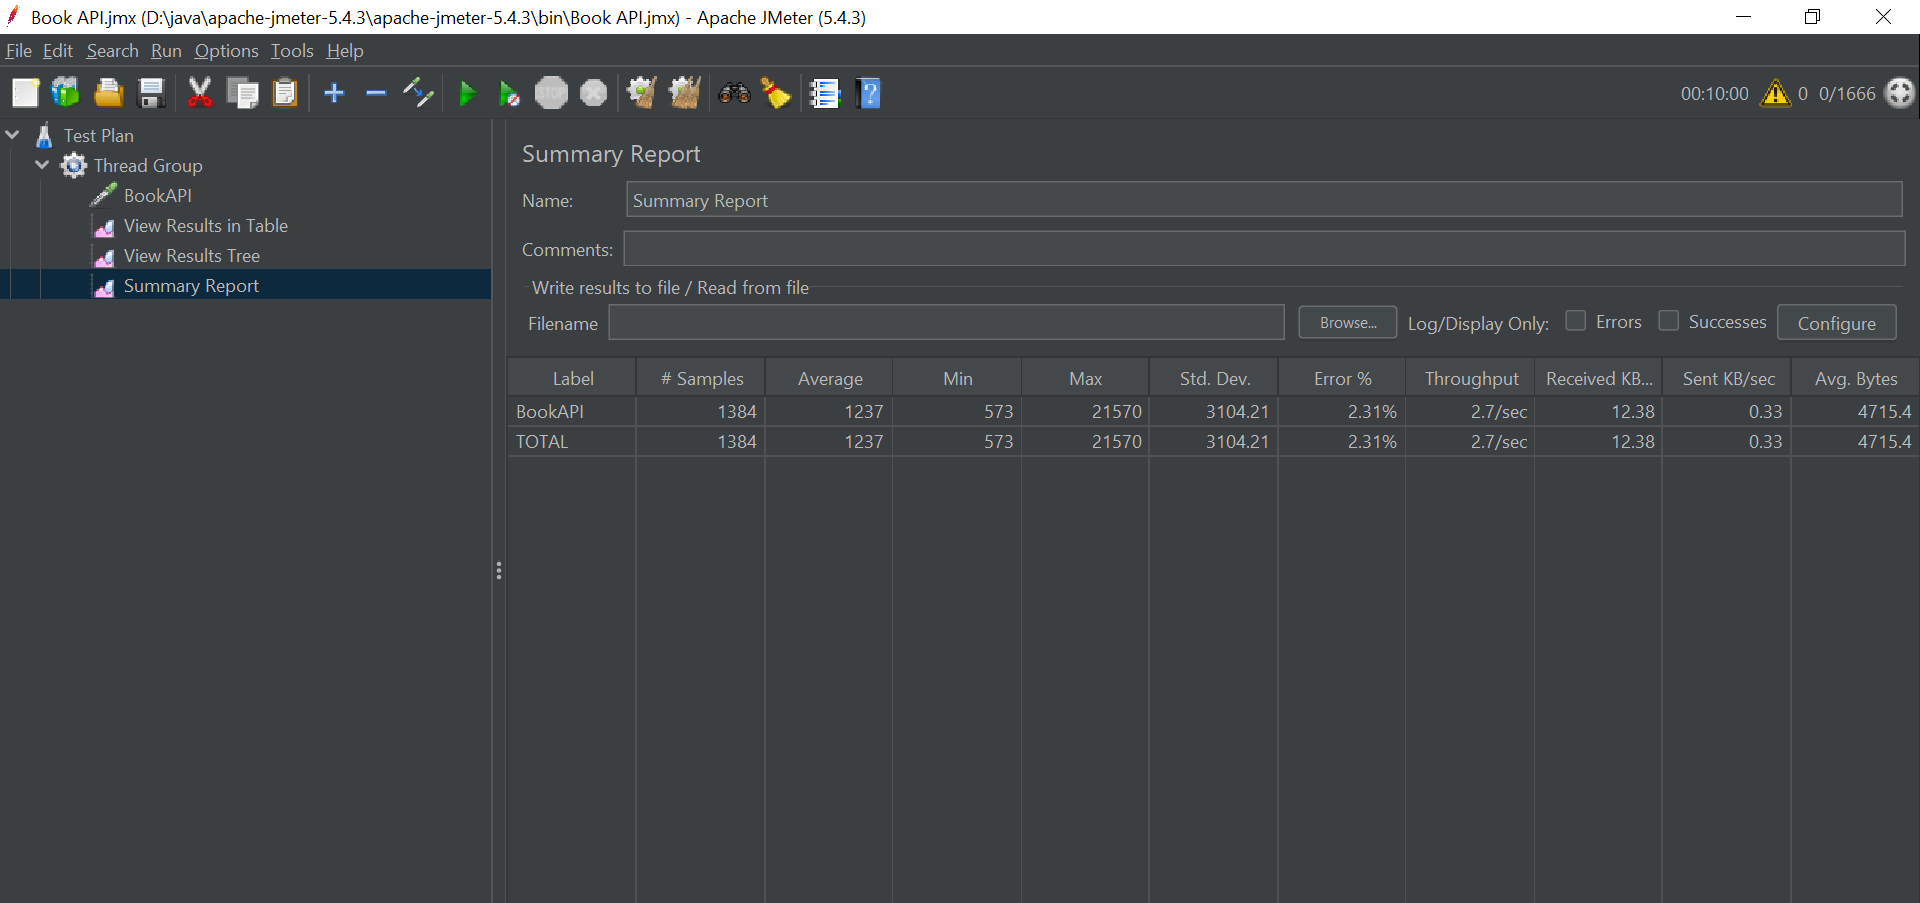 Book API.jmx (D:\java\apache-jmeter-5.4.3\apache-jmeter-5.4.3\bin\Book API.jmx) - Apache JMeter (5.4.3)
File Edit Search Run Options Tools Help
STOP
00:10:00 0 0/1666
Test Plan
Thread Group
BookAPI
View Results in Table
View Results Tree
Summary Report
Summary Report
Name: Summary Report
Comments:
Write results to file / Read from file
Filename Browse... Log/Display Only: Errors Successes Configure
Label # Samples Average Min Max Std. Dev. Error % Throughput Received KB... Sent KB/sec Avg. Bytes
BookAPI 1384 1237 573 21570 3104.21 2.31% 2.7/sec 12.38 0.33 4715.4
TOTAL 1384 1237 573 21570 3104.21 2.31% 2.7/sec 12.38 0.33 4715.4